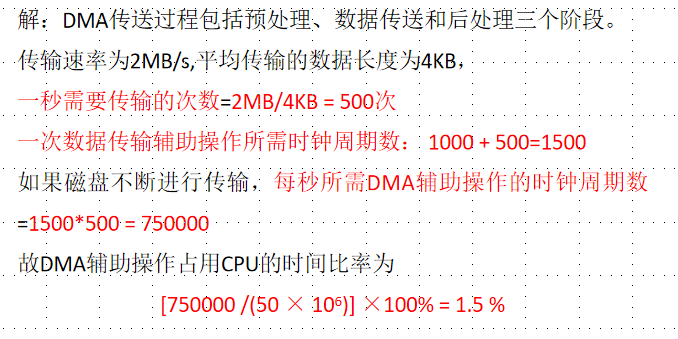 解：DMA传送过程包括预处理、数据传送和后处理三个阶段。
传输速率为2MB/s,平均传输的数据长度为4KB，
一秒需要传输的次数=2MB/4KB = 500次
一次数据传输辅助操作所需时钟周期数：1000 + 500=1500
如果磁盘不断进行传输，每秒所需DMA辅助操作的时钟周期数
=1500*500 = 750000
故DMA辅助操作占用CPU的时间比率为
[750000 /(50 × 10⁶)] ×100% = 1.5 %